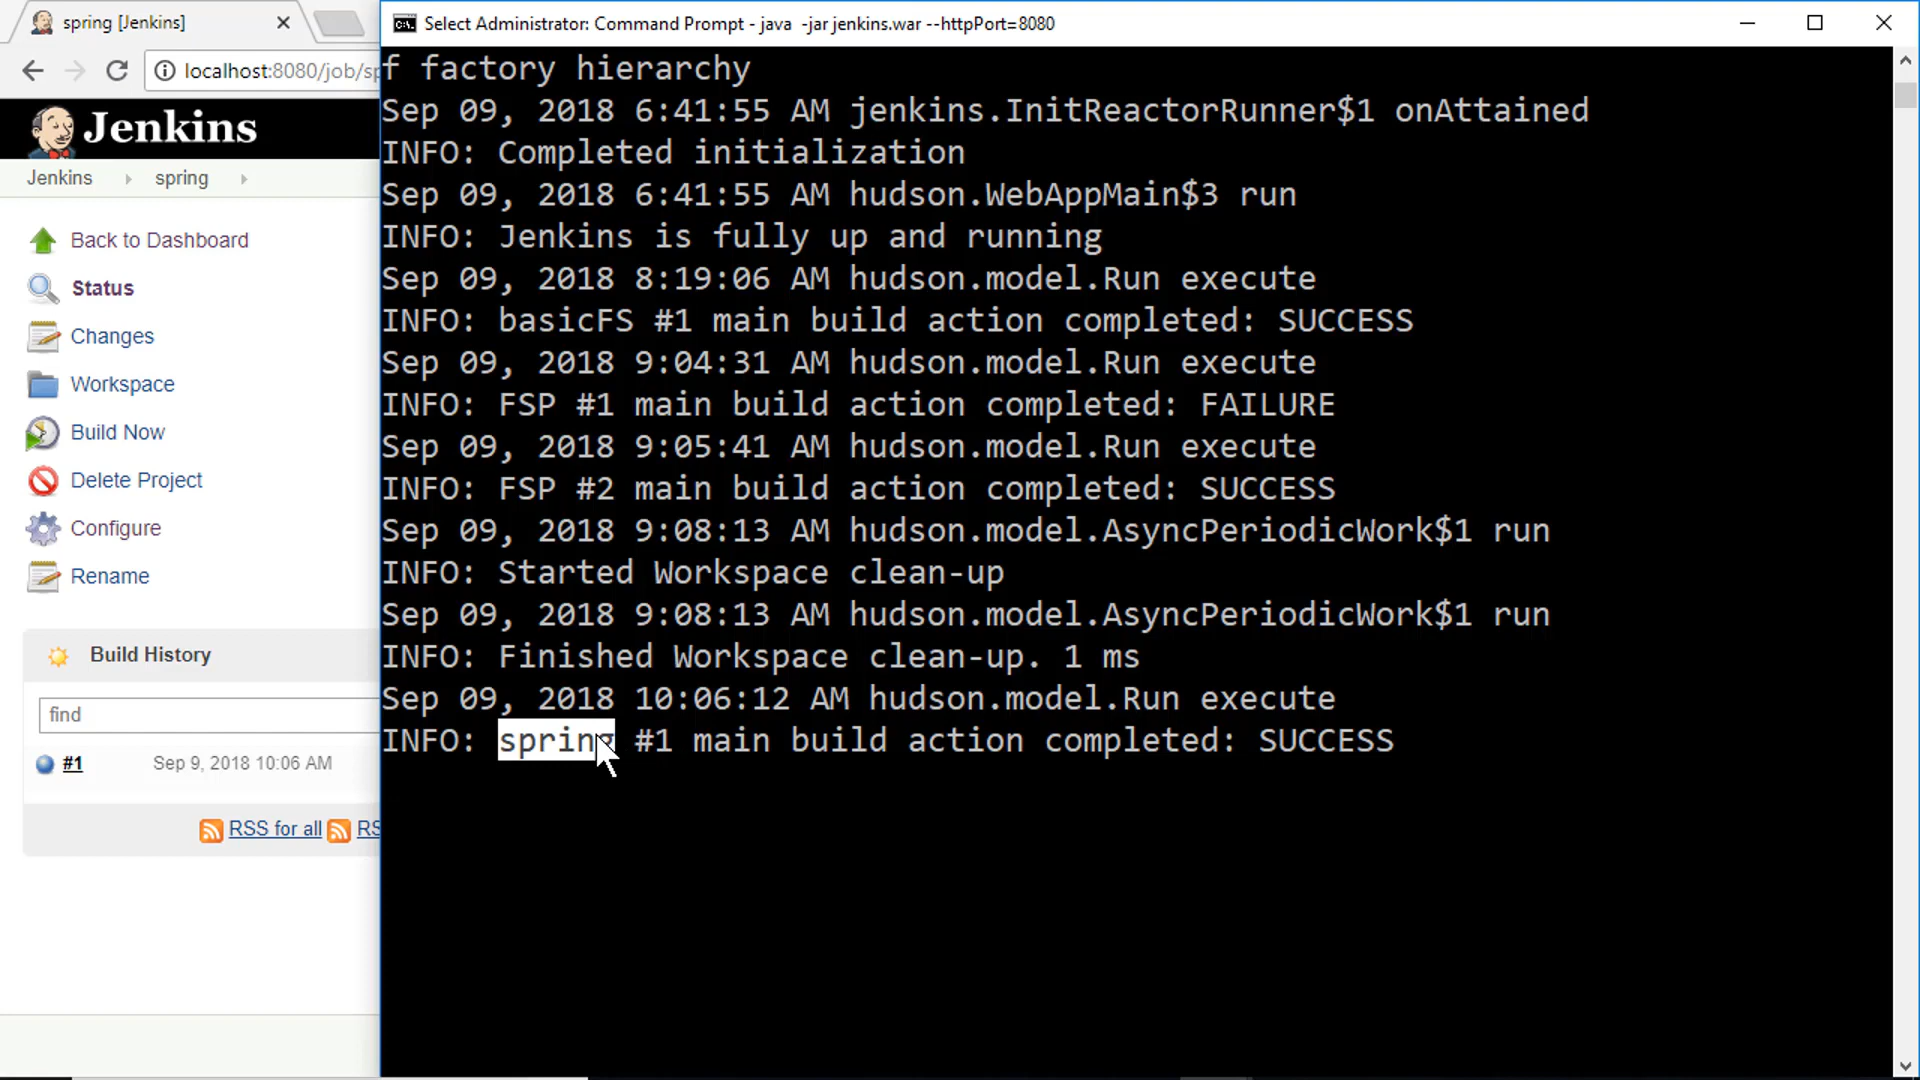 spring [Jenkins]
localhost:8080/job/sp
Jenkins
Jenkins
spring
Back to Dashboard
Status
Changes
Workspace
Build Now
Delete Project
Configure
Rename
Build History
find
#1 Sep 9, 2018 10:06 AM
RSS for all RS
Select Administrator: Command Prompt - java -jar jenkins.war --httpPort=8080
f factory hierarchy
Sep 09, 2018 6:41:55 AM jenkins.InitReactorRunner$1 onAttained
INFO: Completed initialization
Sep 09, 2018 6:41:55 AM hudson.WebAppMain$3 run
INFO: Jenkins is fully up and running
Sep 09, 2018 8:19:06 AM hudson.model.Run execute
INFO: basicFS #1 main build action completed: SUCCESS
Sep 09, 2018 9:04:31 AM hudson.model.Run execute
INFO: FSP #1 main build action completed: FAILURE
Sep 09, 2018 9:05:41 AM hudson.model.Run execute
INFO: FSP #2 main build action completed: SUCCESS
Sep 09, 2018 9:08:13 AM hudson.model.AsyncPeriodicWork$1 run
INFO: Started Workspace clean-up
Sep 09, 2018 9:08:13 AM hudson.model.AsyncPeriodicWork$1 run
INFO: Finished Workspace clean-up. 1 ms
Sep 09, 2018 10:06:12 AM hudson.model.Run execute
INFO: spring #1 main build action completed: SUCCESS